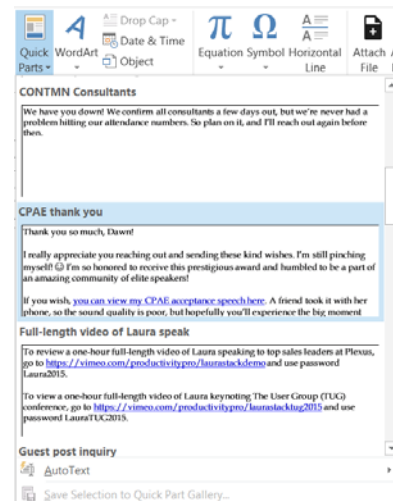 Quick Parts
WordArt
Drop Cap
Date & Time
Object
Equation
Symbol
Horizontal Line
Attach File
CONTMN Consultants
We have you down! We confirm all consultants a few days out, but we're never had a
problem hitting our attendance numbers. So plan on it, and I'll reach out again before
then.
CPAE thank you
Thank you so much, Dawn!
I really appreciate you reaching out and sending these kind wishes. I'm still pinching
myself! ☺ I'm so honored to receive this prestigious award and humbled to be a part of
an amazing community of elite speakers!
If you wish, you can view my CPAE acceptance speech here. A friend took it with her
phone, so the sound quality is poor, but hopefully you'll experience the big moment
Full-length video of Laura speak
To review a one-hour full-length video of Laura speaking to top sales leaders at Plexus,
go to https://vimeo.com/productivitypro/laurastackdemo and use password
Laura2015.
To view a one-hour full-length video of Laura keynoting The User Group (TUG)
conference, go to https://vimeo.com/productivitypro/laurastacktug2015 and use
password LauraTUG2015.
Guest post inquiry
AutoText
Save Selection to Quick Part Gallery...